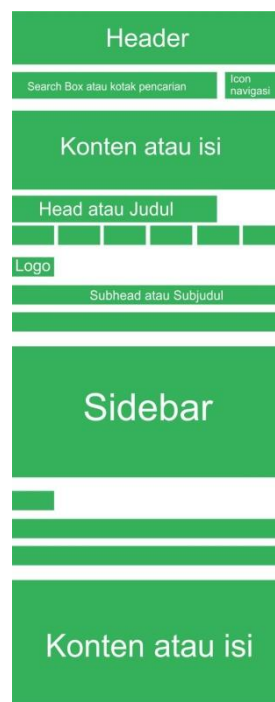 Header
Search Box atau kotak pencarian
Icon
navigasi
Konten atau isi
Head atau Judul
Logo
Subhead atau Subjudul
Sidebar
Konten atau isi